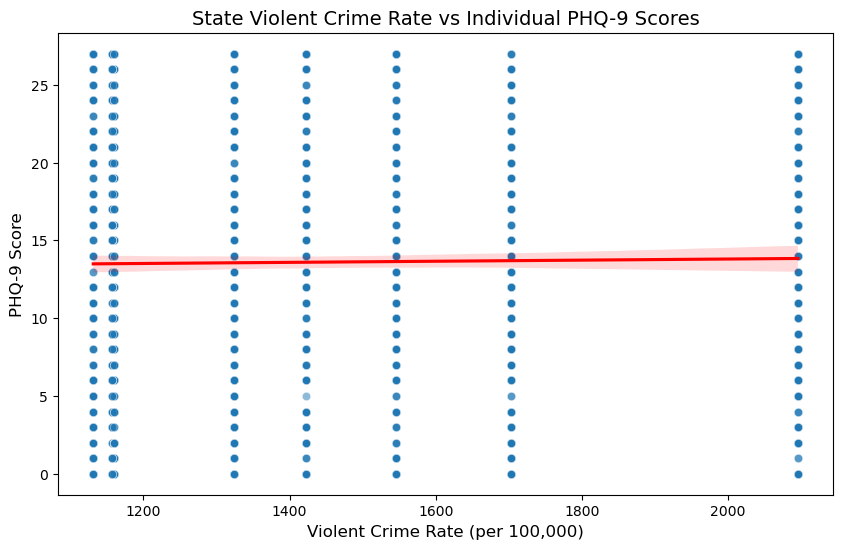 State Violent Crime Rate vs Individual PHQ-9 Scores
25
20
15
10
5
0
PHQ-9 Score
1200 1400 1600 1800 2000
Violent Crime Rate (per 100,000)